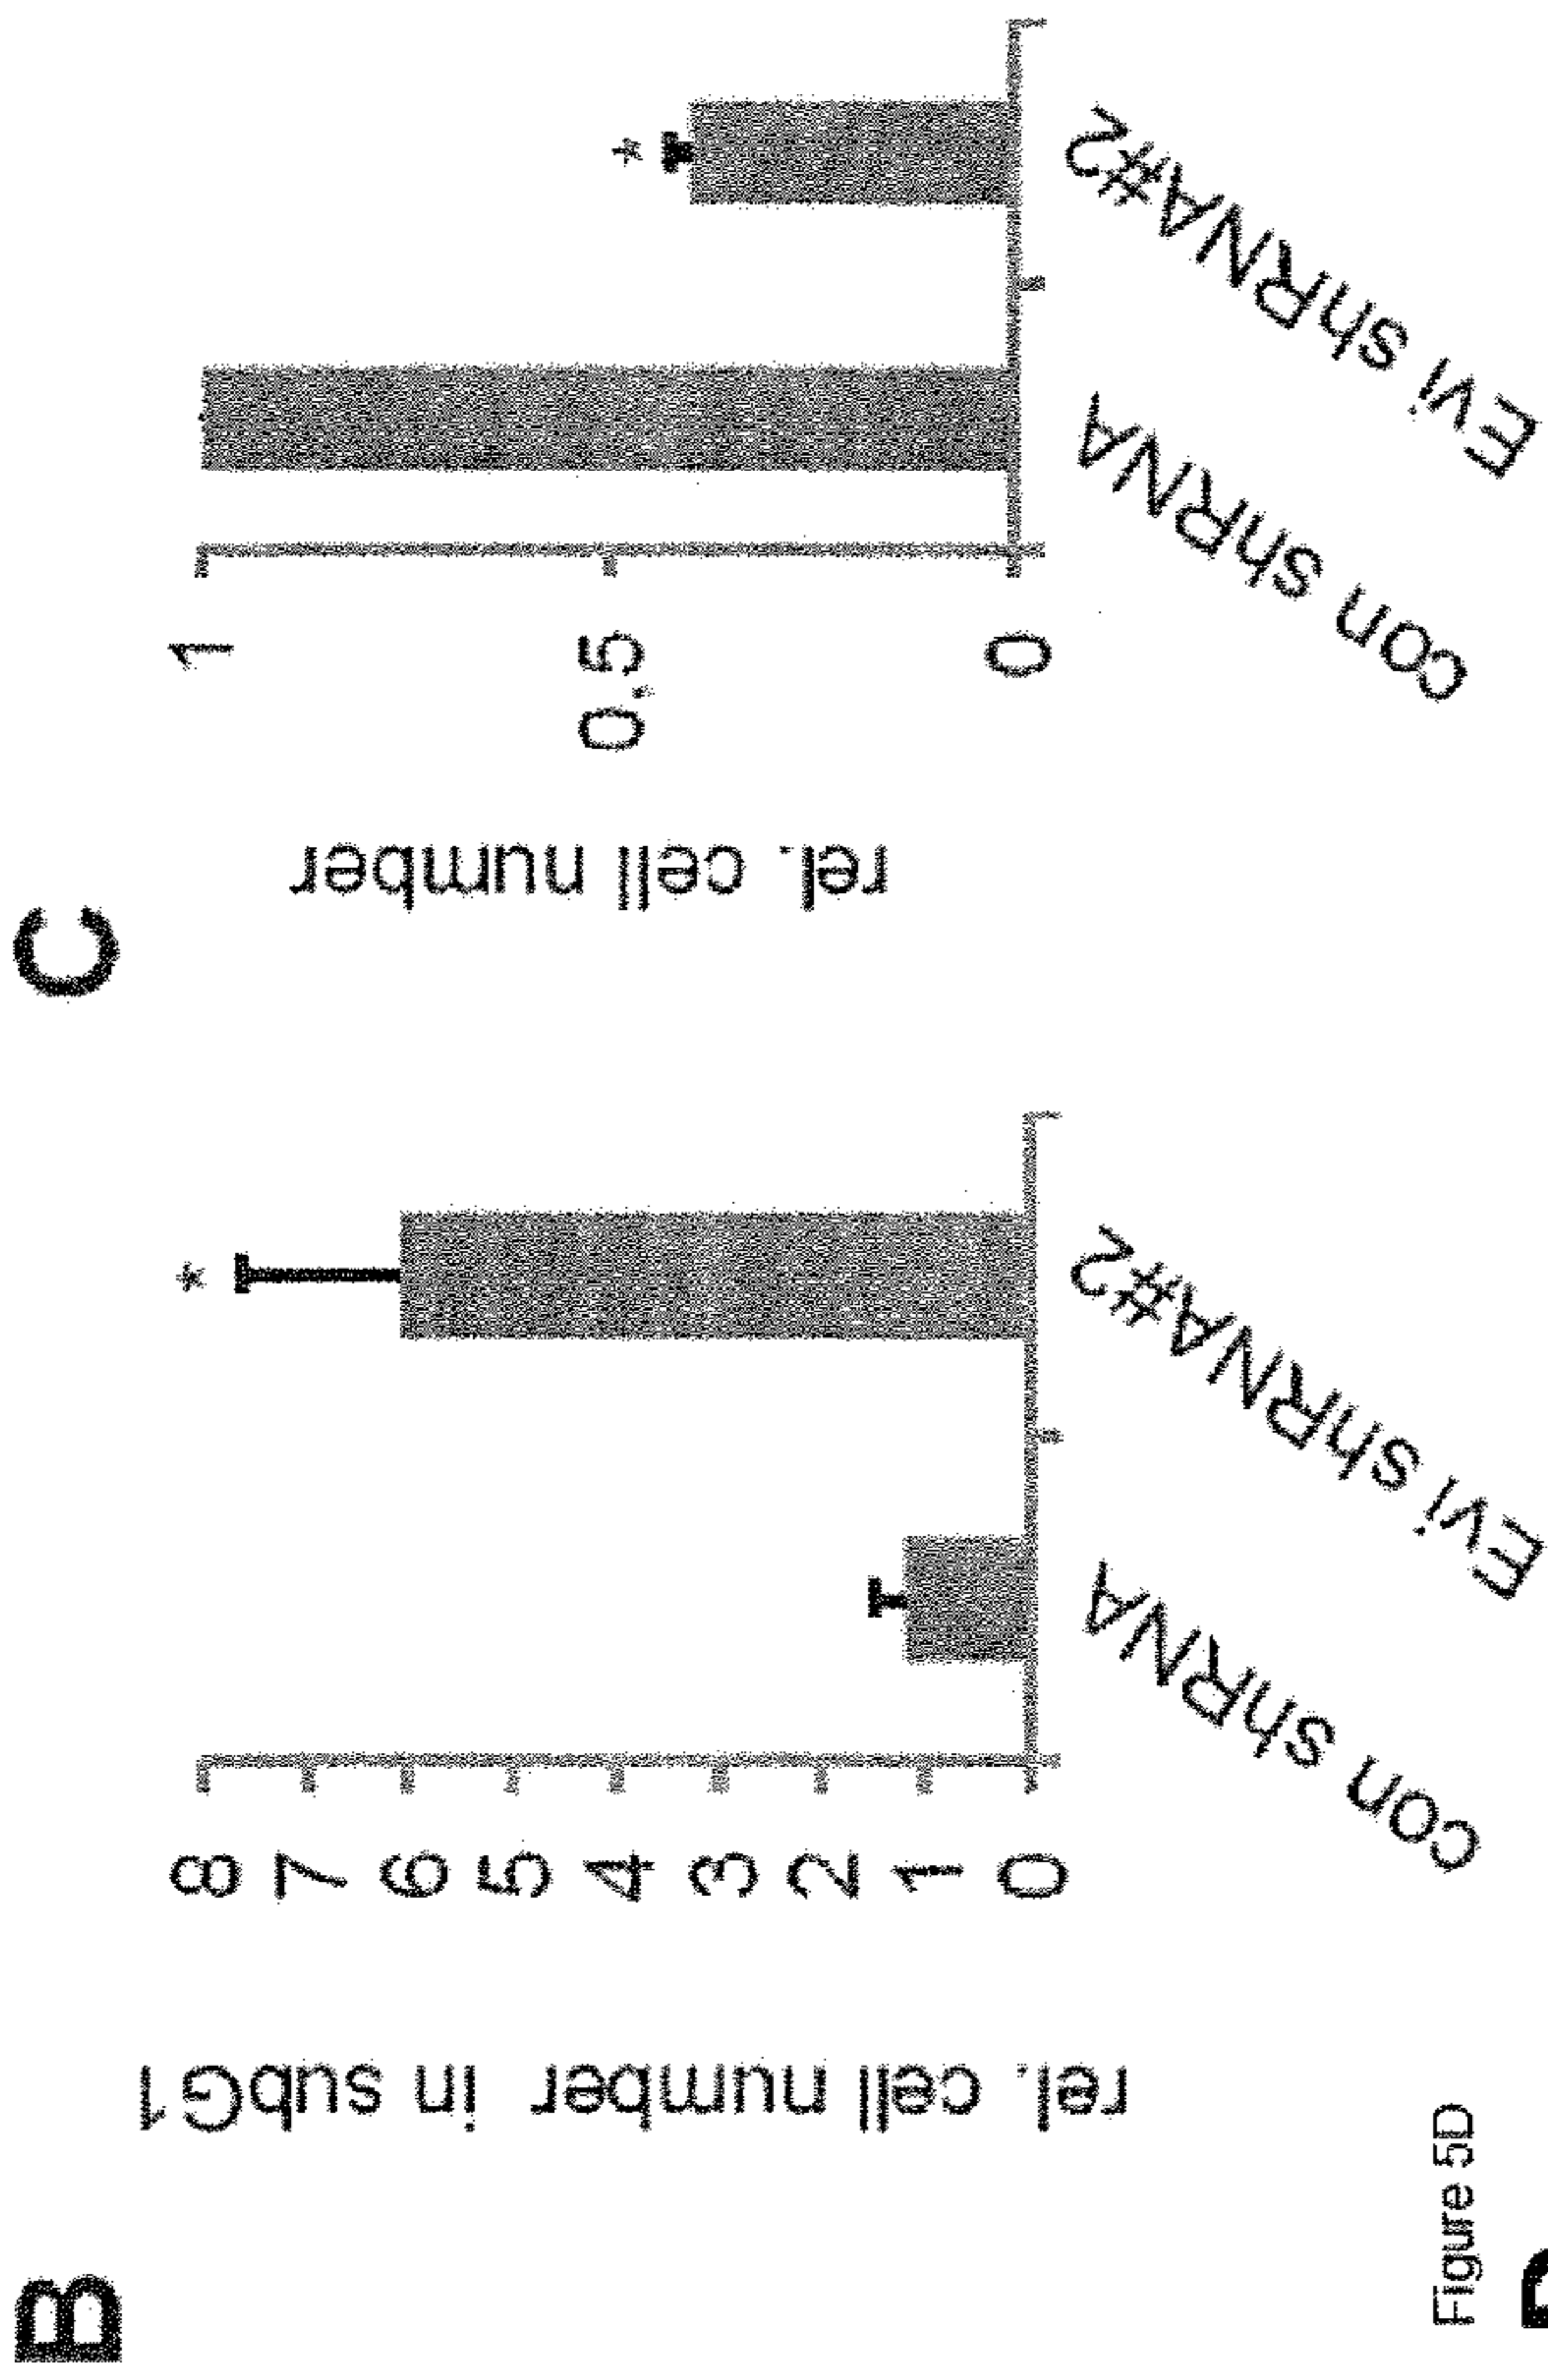 B
rel. cell number in subG1
8
7
6
5
4
3
2
1
0
con shRNA
Evi shRNA#2
*
C
rel. cell number
1
0,5
0
con shRNA
Evi shRNA#2
*
Figure 5D